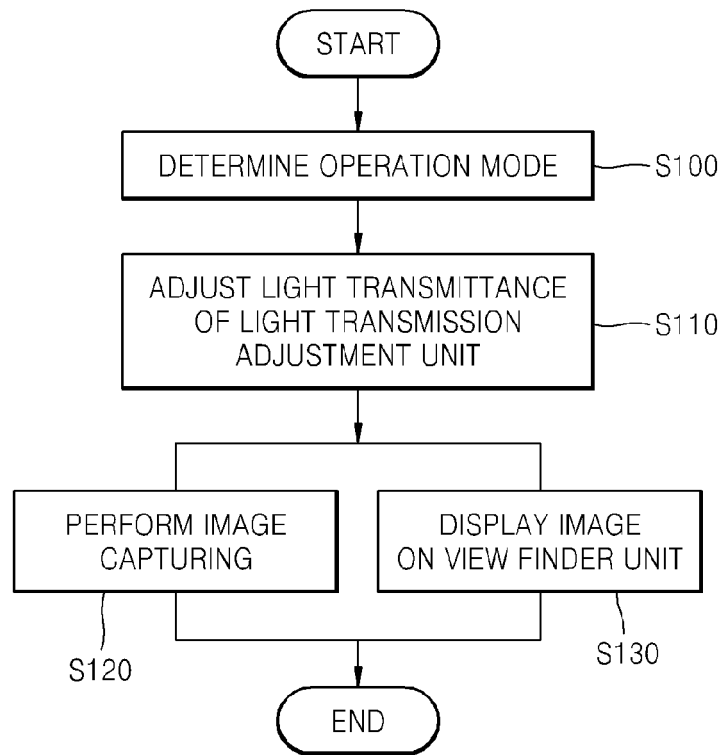 START
DETERMINE OPERATION MODE
S100
ADJUST LIGHT TRANSMITTANCE
OF LIGHT TRANSMISSION
ADJUSTMENT UNIT
S110
PERFORM IMAGE
CAPTURING
S120
DISPLAY IMAGE
ON VIEW FINDER UNIT
S130
END